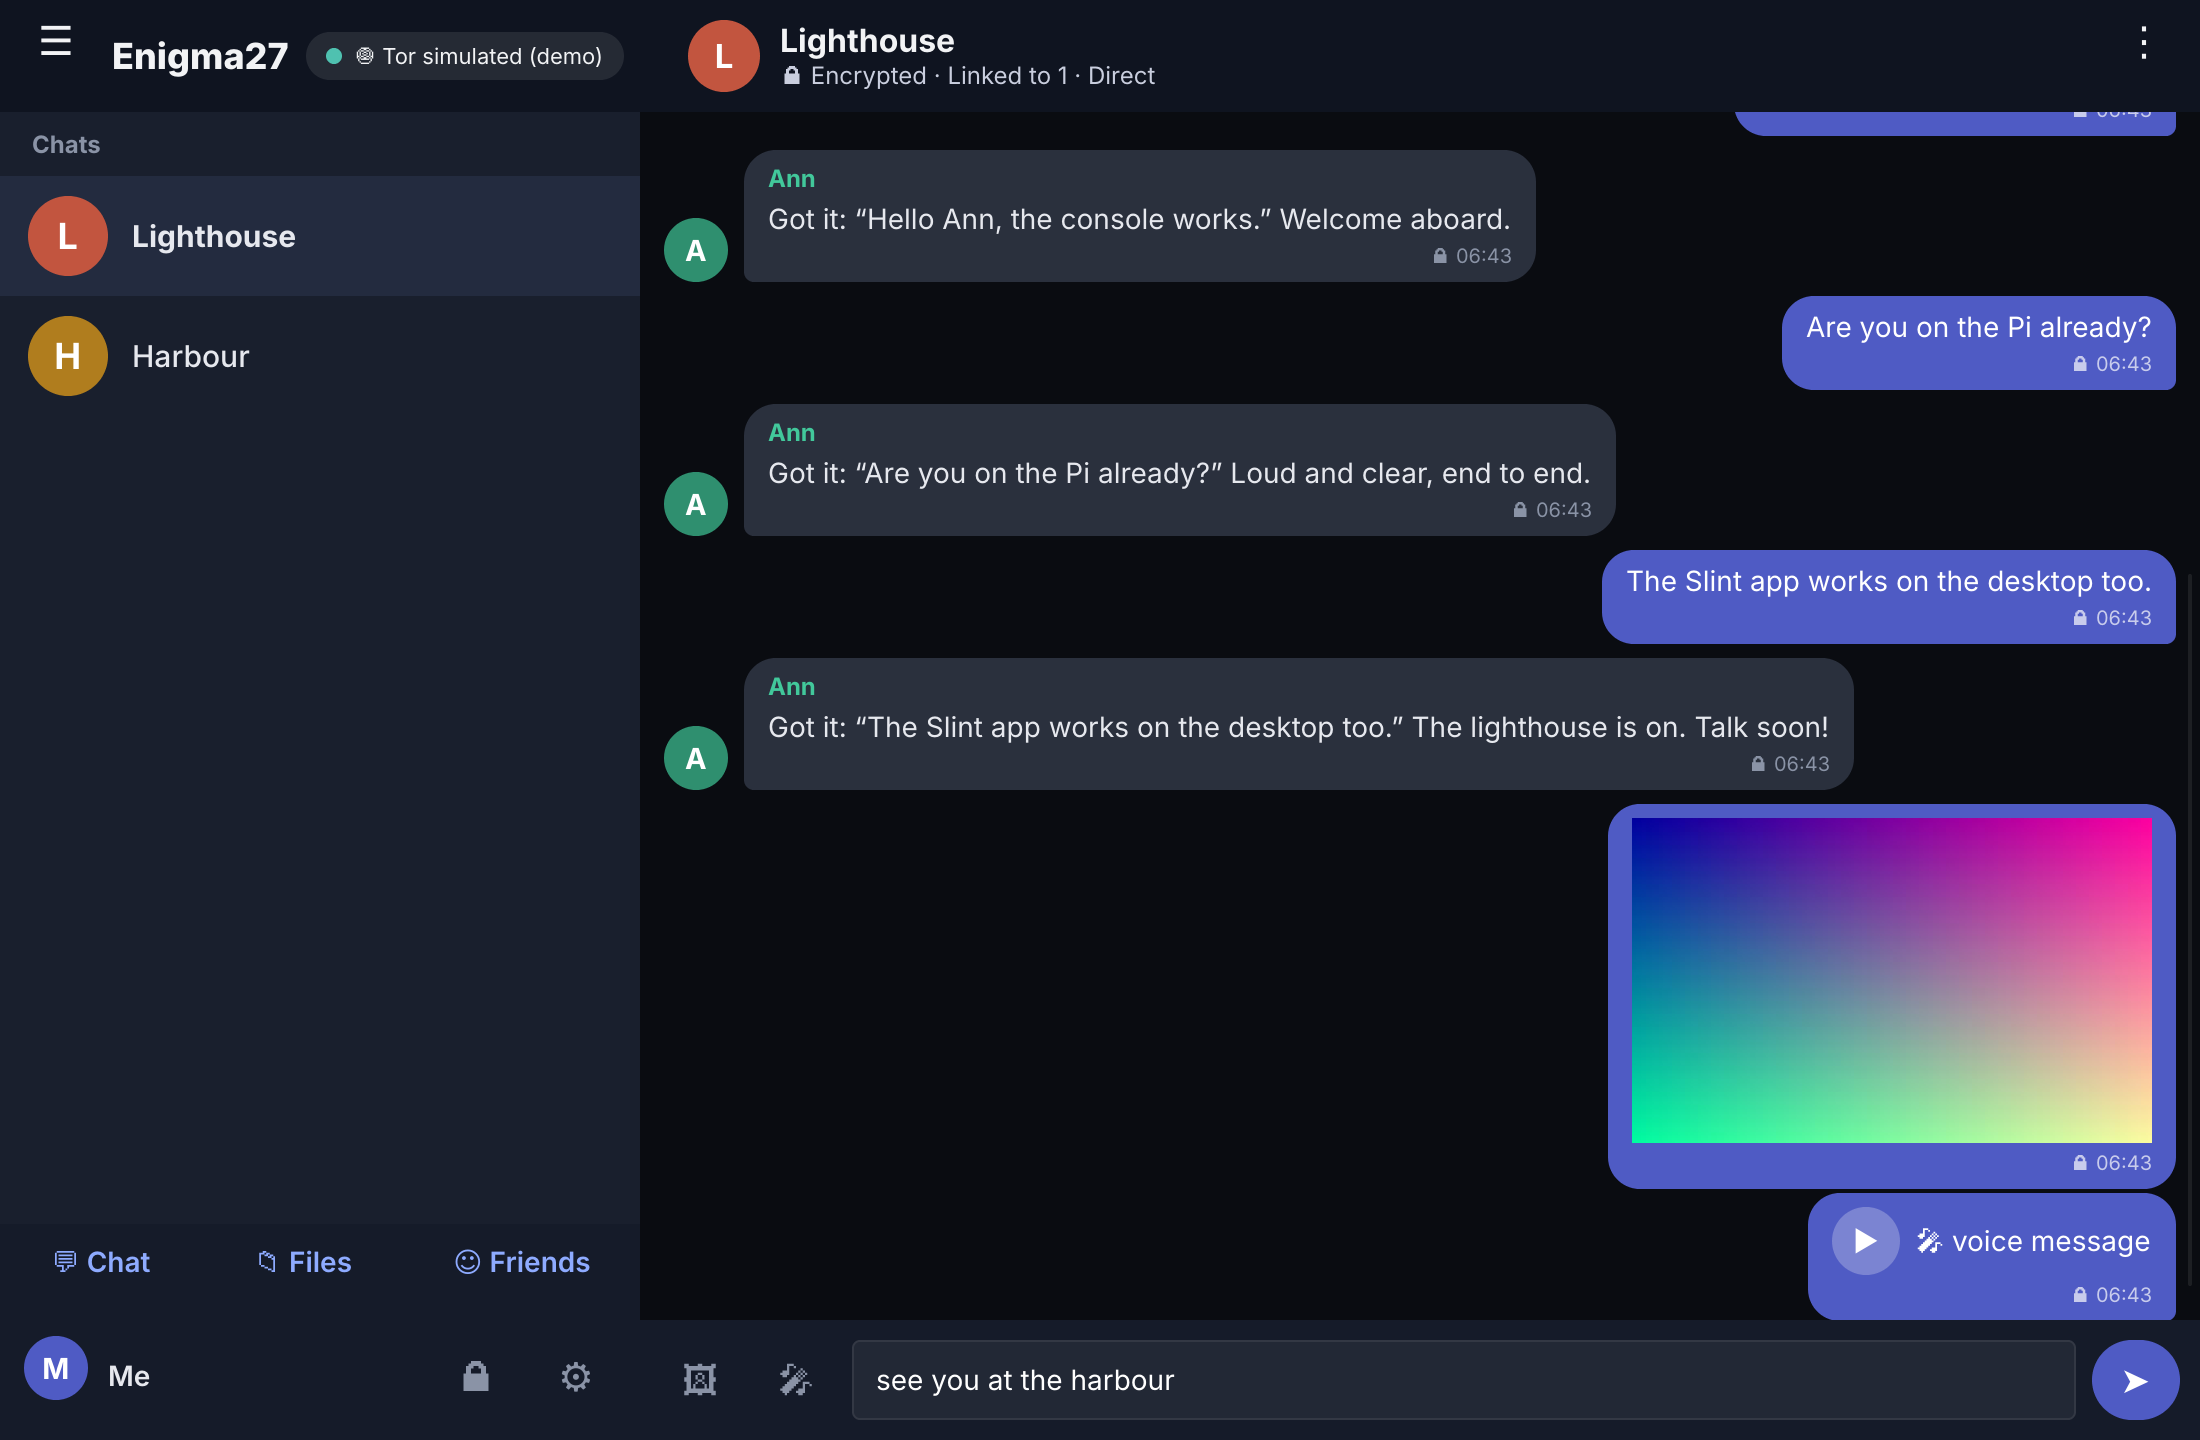 Enigma27
Tor simulated (demo)
L
Lighthouse
Encrypted · Linked to 1 · Direct
Chats
L
Lighthouse
H
Harbour
06:43
Ann
Got it: “Hello Ann, the console works.” Welcome aboard.
A
06:43
Are you on the Pi already?
06:43
Ann
Got it: “Are you on the Pi already?” Loud and clear, end to end.
A
06:43
The Slint app works on the desktop too.
06:43
Ann
Got it: “The Slint app works on the desktop too.” The lighthouse is on. Talk soon!
A
06:43
06:43
voice message
06:43
Chat
Files
Friends
M
Me
see you at the harbour